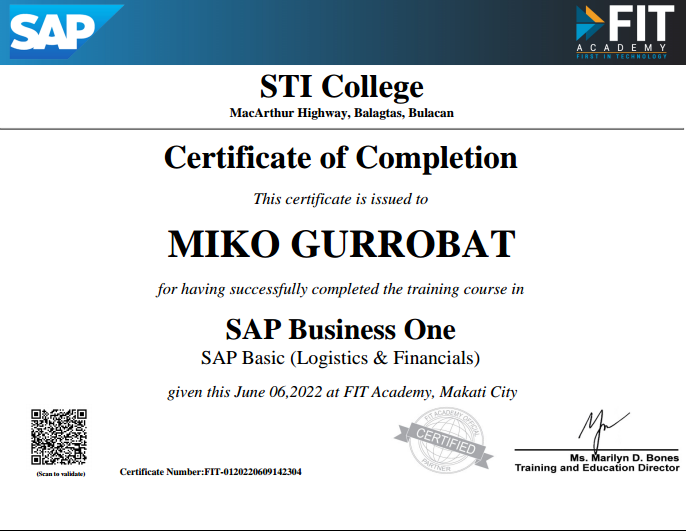 SAP
FIT
ACADEMY
FIRST IN TECHNOLOGY
STI College
MacArthur Highway, Balagtas, Bulacan
Certificate of Completion
This certificate is issued to
MIKO GURROBAT
for having successfully completed the training course in
SAP Business One
SAP Basic (Logistics & Financials)
given this June 06,2022 at FIT Academy, Makati City
FIT ACADEMY OFFICIAL
CERTIFIED
PARTNER
(Scan to validate)
Certificate Number:FIT-0120220609142304
Ms. Marilyn D. Bones
Training and Education Director